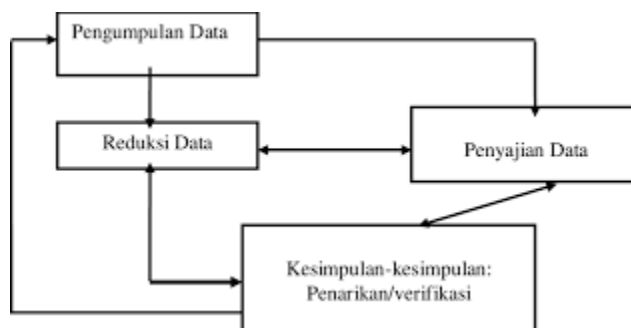 Pengumpulan Data
Reduksi Data
Penyajian Data
Kesimpulan-kesimpulan:
Penarikan/verifikasi